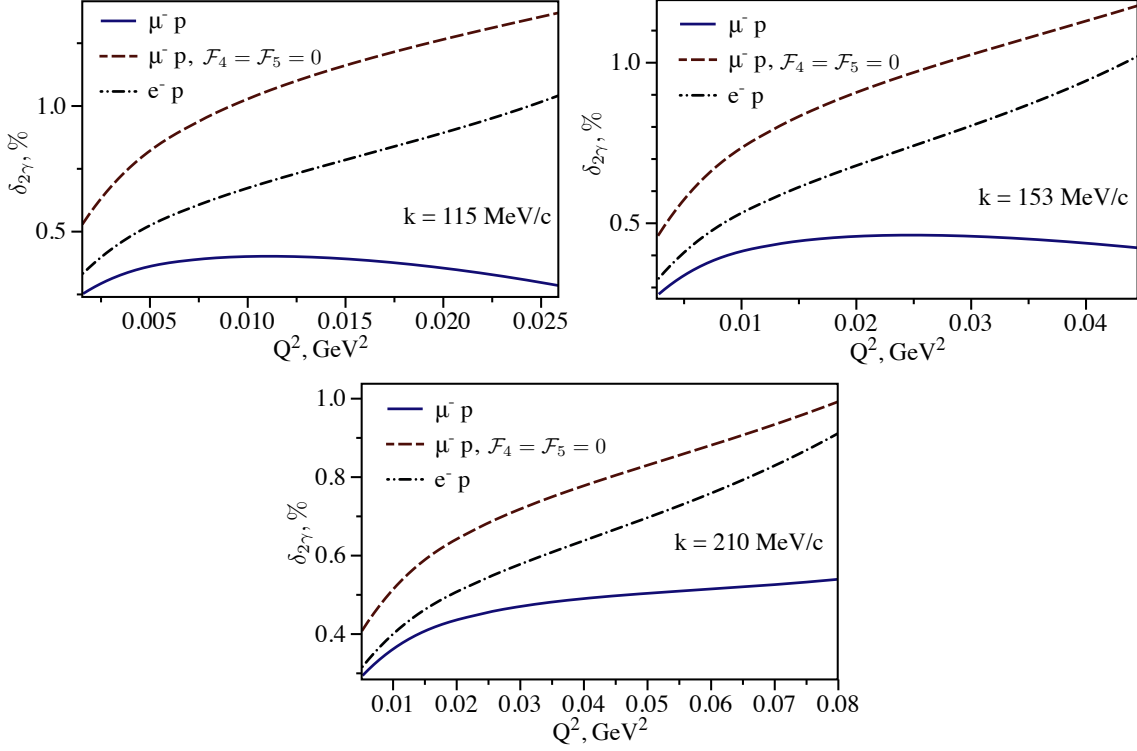 μ⁻ p
μ⁻ p, ℱ₄ = ℱ₅ = 0
e⁻ p
1.0
0.5
δ₂γ, %
k = 115 MeV/c
0.005 0.010 0.015 0.020 0.025
Q², GeV²
μ⁻ p
μ⁻ p, ℱ₄ = ℱ₅ = 0
e⁻ p
1.0
0.5
δ₂γ, %
k = 153 MeV/c
0.01 0.02 0.03 0.04
Q², GeV²
μ⁻ p
μ⁻ p, ℱ₄ = ℱ₅ = 0
e⁻ p
1.0
0.8
0.6
0.4
δ₂γ, %
k = 210 MeV/c
0.01 0.02 0.03 0.04 0.05 0.06 0.07 0.08
Q², GeV²